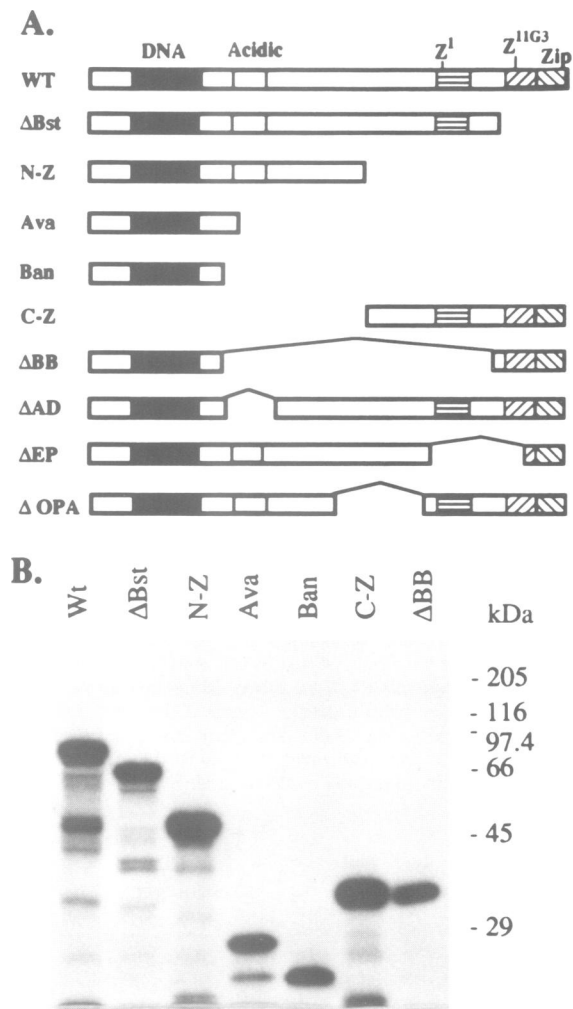 A.
DNA Acidic Z¹ Z¹¹ᴳ³ Zip
WT
ΔBst
N-Z
Ava
Ban
C-Z
ΔBB
ΔAD
ΔEP
Δ OPA
B.
Wt ΔBst N-Z Ava Ban C-Z ΔBB kDa
- 205
- 116
- 97.4
- 66
- 45
- 29